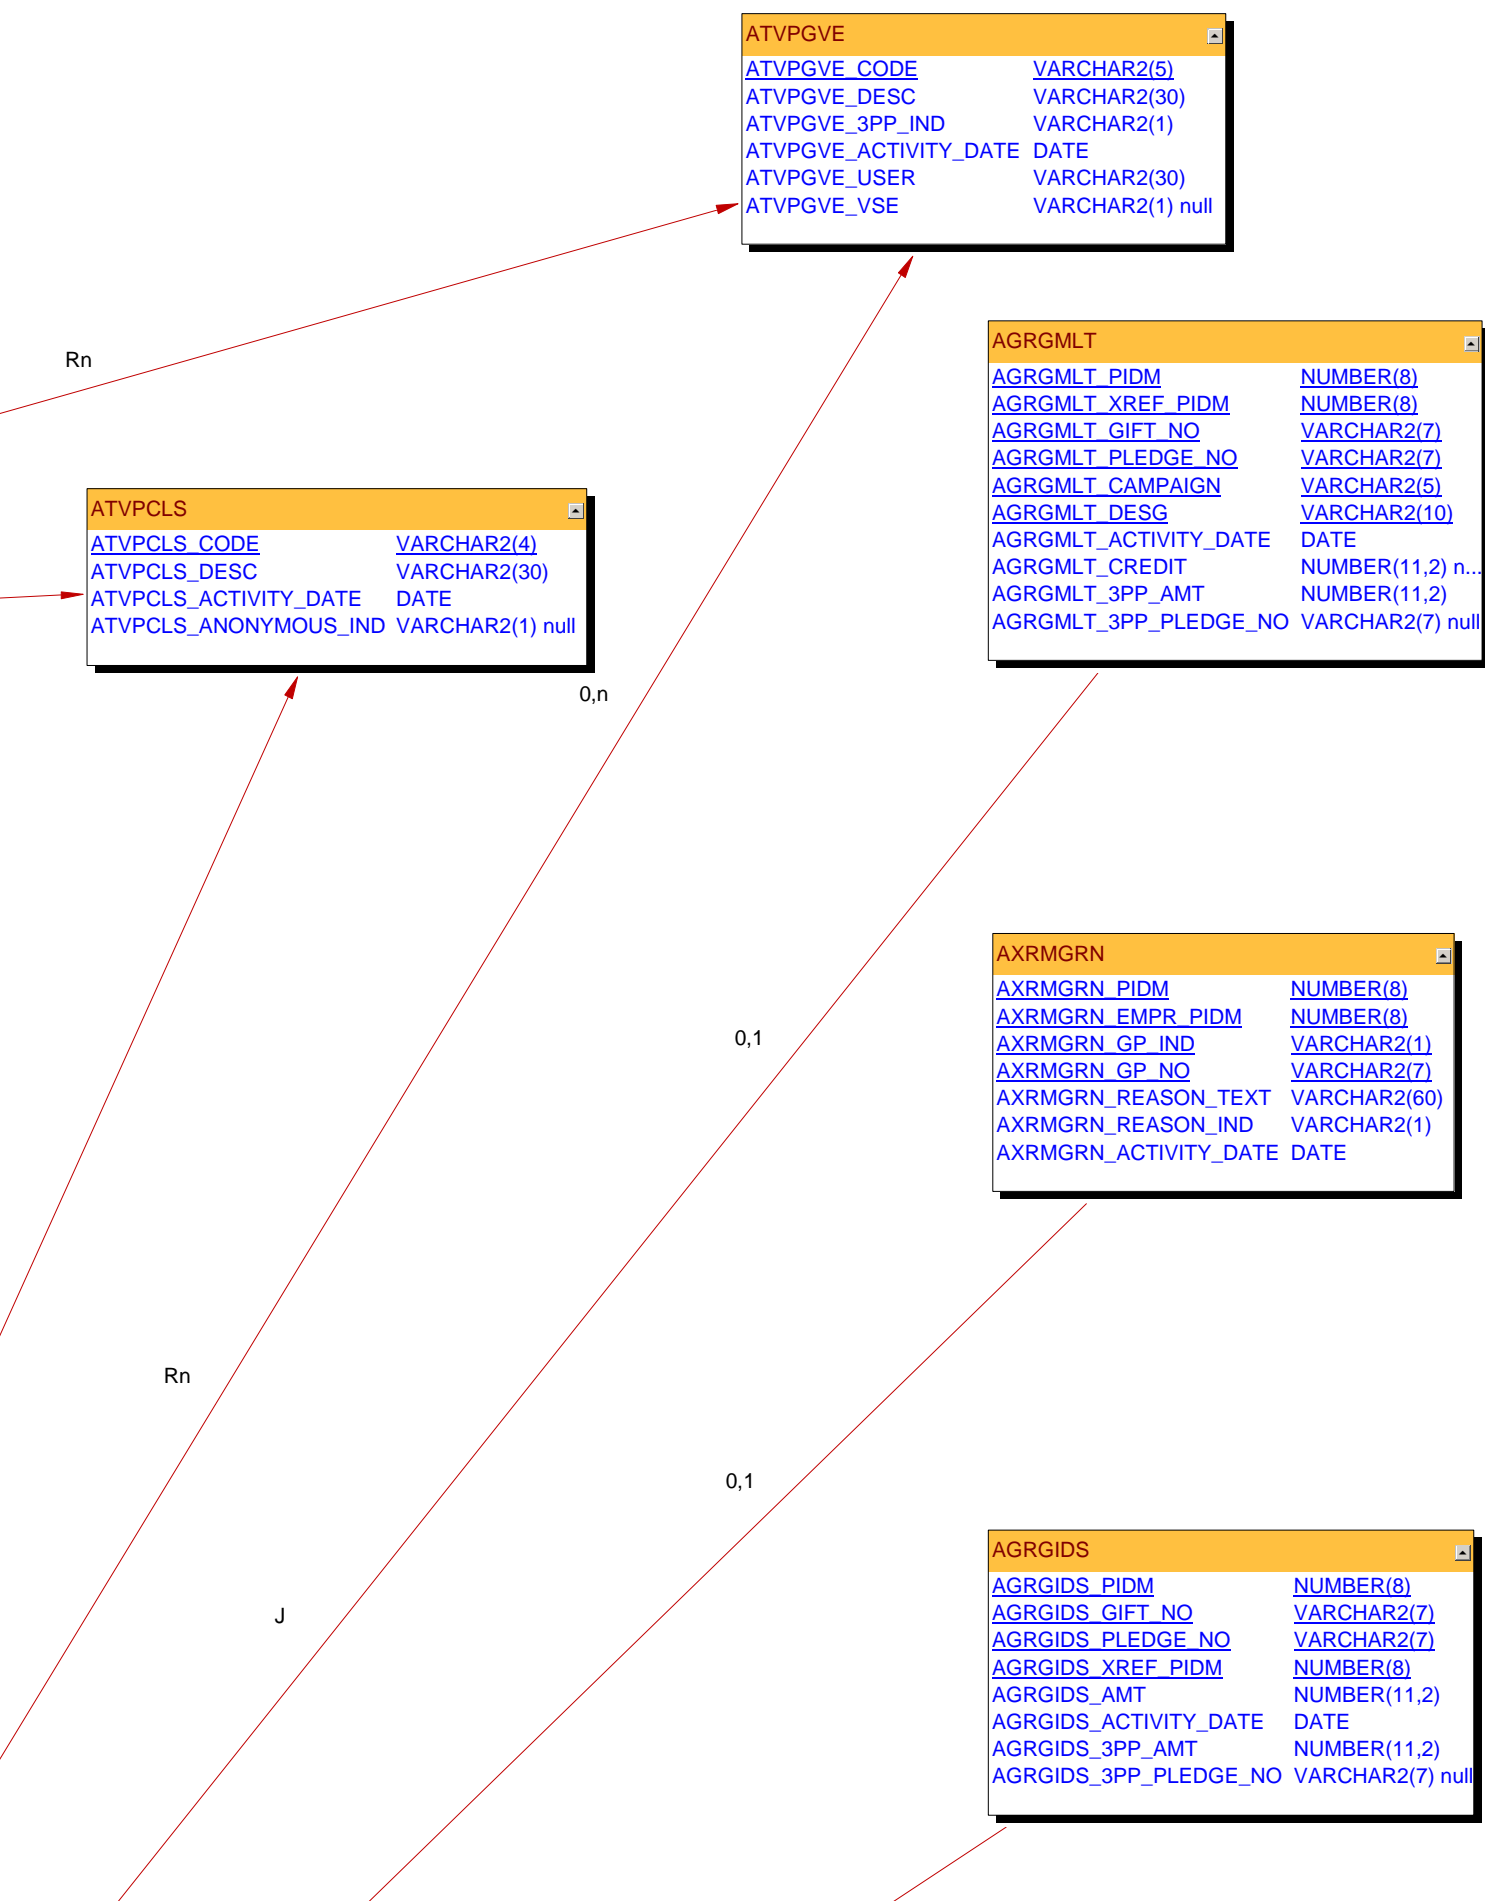 ATVPGVE
ATVPGVE_CODE VARCHAR2(5)
ATVPGVE_DESC VARCHAR2(30)
ATVPGVE_3PP_IND VARCHAR2(1)
ATVPGVE_ACTIVITY_DATE DATE
ATVPGVE_USER VARCHAR2(30)
ATVPGVE_VSE VARCHAR2(1) null
Rn
AGRGMLT
AGRGMLT_PIDM NUMBER(8)
AGRGMLT_XREF_PIDM NUMBER(8)
AGRGMLT_GIFT_NO VARCHAR2(7)
AGRGMLT_PLEDGE_NO VARCHAR2(7)
AGRGMLT_CAMPAIGN VARCHAR2(5)
AGRGMLT_DESG VARCHAR2(10)
AGRGMLT_ACTIVITY_DATE DATE
AGRGMLT_CREDIT NUMBER(11,2) n...
AGRGMLT_3PP_AMT NUMBER(11,2)
AGRGMLT_3PP_PLEDGE_NO VARCHAR2(7) null
ATVPCLS
ATVPCLS_CODE VARCHAR2(4)
ATVPCLS_DESC VARCHAR2(30)
ATVPCLS_ACTIVITY_DATE DATE
ATVPCLS_ANONYMOUS_IND VARCHAR2(1) null
0,n
AXRMGRN
AXRMGRN_PIDM NUMBER(8)
AXRMGRN_EMPR_PIDM NUMBER(8)
AXRMGRN_GP_IND VARCHAR2(1)
AXRMGRN_GP_NO VARCHAR2(7)
AXRMGRN_REASON_TEXT VARCHAR2(60)
AXRMGRN_REASON_IND VARCHAR2(1)
AXRMGRN_ACTIVITY_DATE DATE
0,1
Rn
0,1
AGRGIDS
AGRGIDS_PIDM NUMBER(8)
AGRGIDS_GIFT_NO VARCHAR2(7)
AGRGIDS_PLEDGE_NO VARCHAR2(7)
AGRGIDS_XREF_PIDM NUMBER(8)
AGRGIDS_AMT NUMBER(11,2)
AGRGIDS_ACTIVITY_DATE DATE
AGRGIDS_3PP_AMT NUMBER(11,2)
AGRGIDS_3PP_PLEDGE_NO VARCHAR2(7) null
J